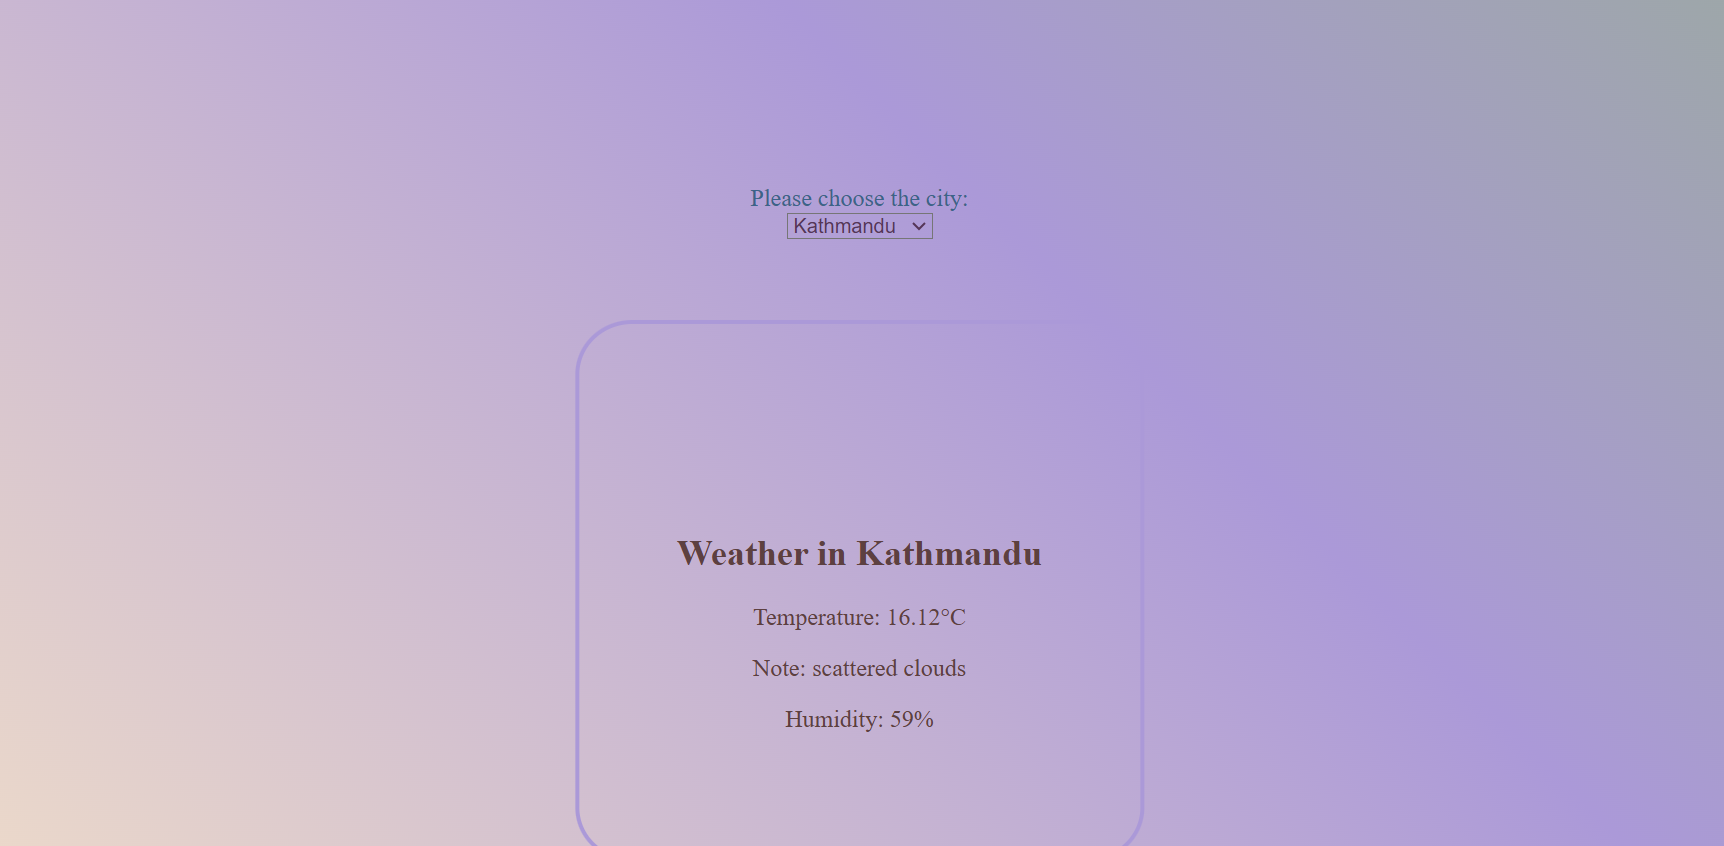 Please choose the city:
Kathmandu
Weather in Kathmandu
Temperature: 16.12°C
Note: scattered clouds
Humidity: 59%